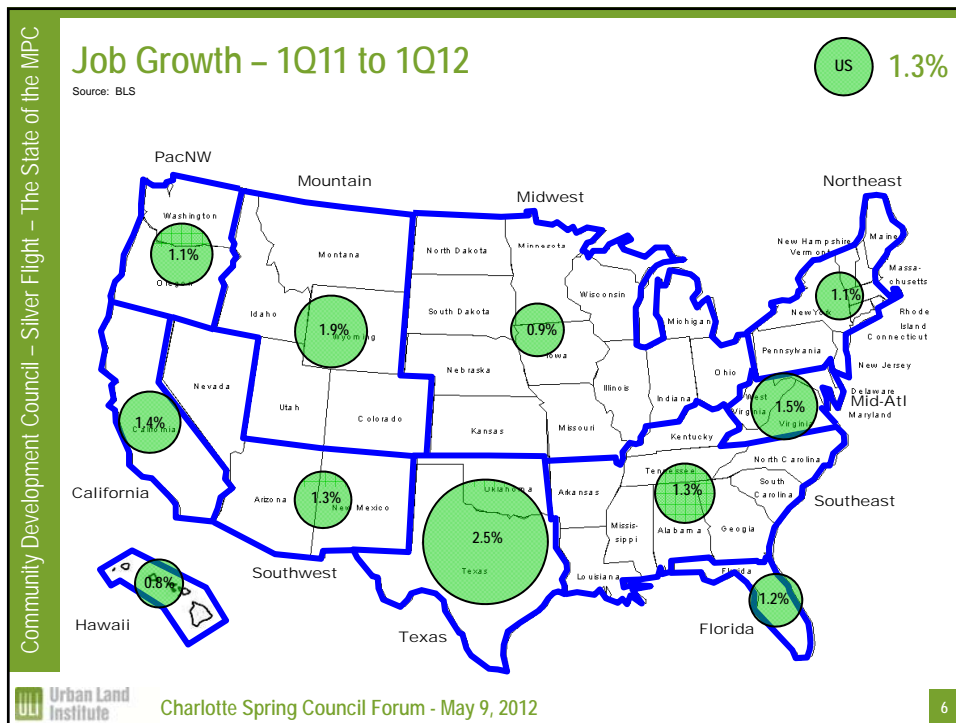 Community Development Council – Silver Flight – The State of the MPC
Job Growth – 1Q11 to 1Q12
Source: BLS
US
1.3%
PacNW
Mountain
Midwest
Northeast
Washington
1.1%
Oregon
Montana
Idaho
1.9%
Wyoming
North Dakota
South Dakota
Nebraska
Kansas
Minnesota
Wisconsin
0.9%
Iowa
Michigan
Illinois
Indiana
Ohio
Missouri
New Hampshire
Vermont
Maine
Massa-
chusetts
1.1%
New York
Rhode
Island
Connecticut
Pennsylvania
New Jersey
Delaware
Mid-Atl
Maryland
West
Virginia
1.5%
Virginia
Kentucky
Nevada
Utah
Colorado
1.4%
California
California
Arizona
1.3%
New Mexico
Southwest
Oklahoma
2.5%
Texas
Texas
Arkansas
Louisiana
Missis-
sippi
Tennessee
1.3%
Alabama
Geogia
North Carolina
South
Carolina
Southeast
Florida
1.2%
Florida
0.8%
Hawaii
ULI
Urban Land
Institute
Charlotte Spring Council Forum - May 9, 2012
6